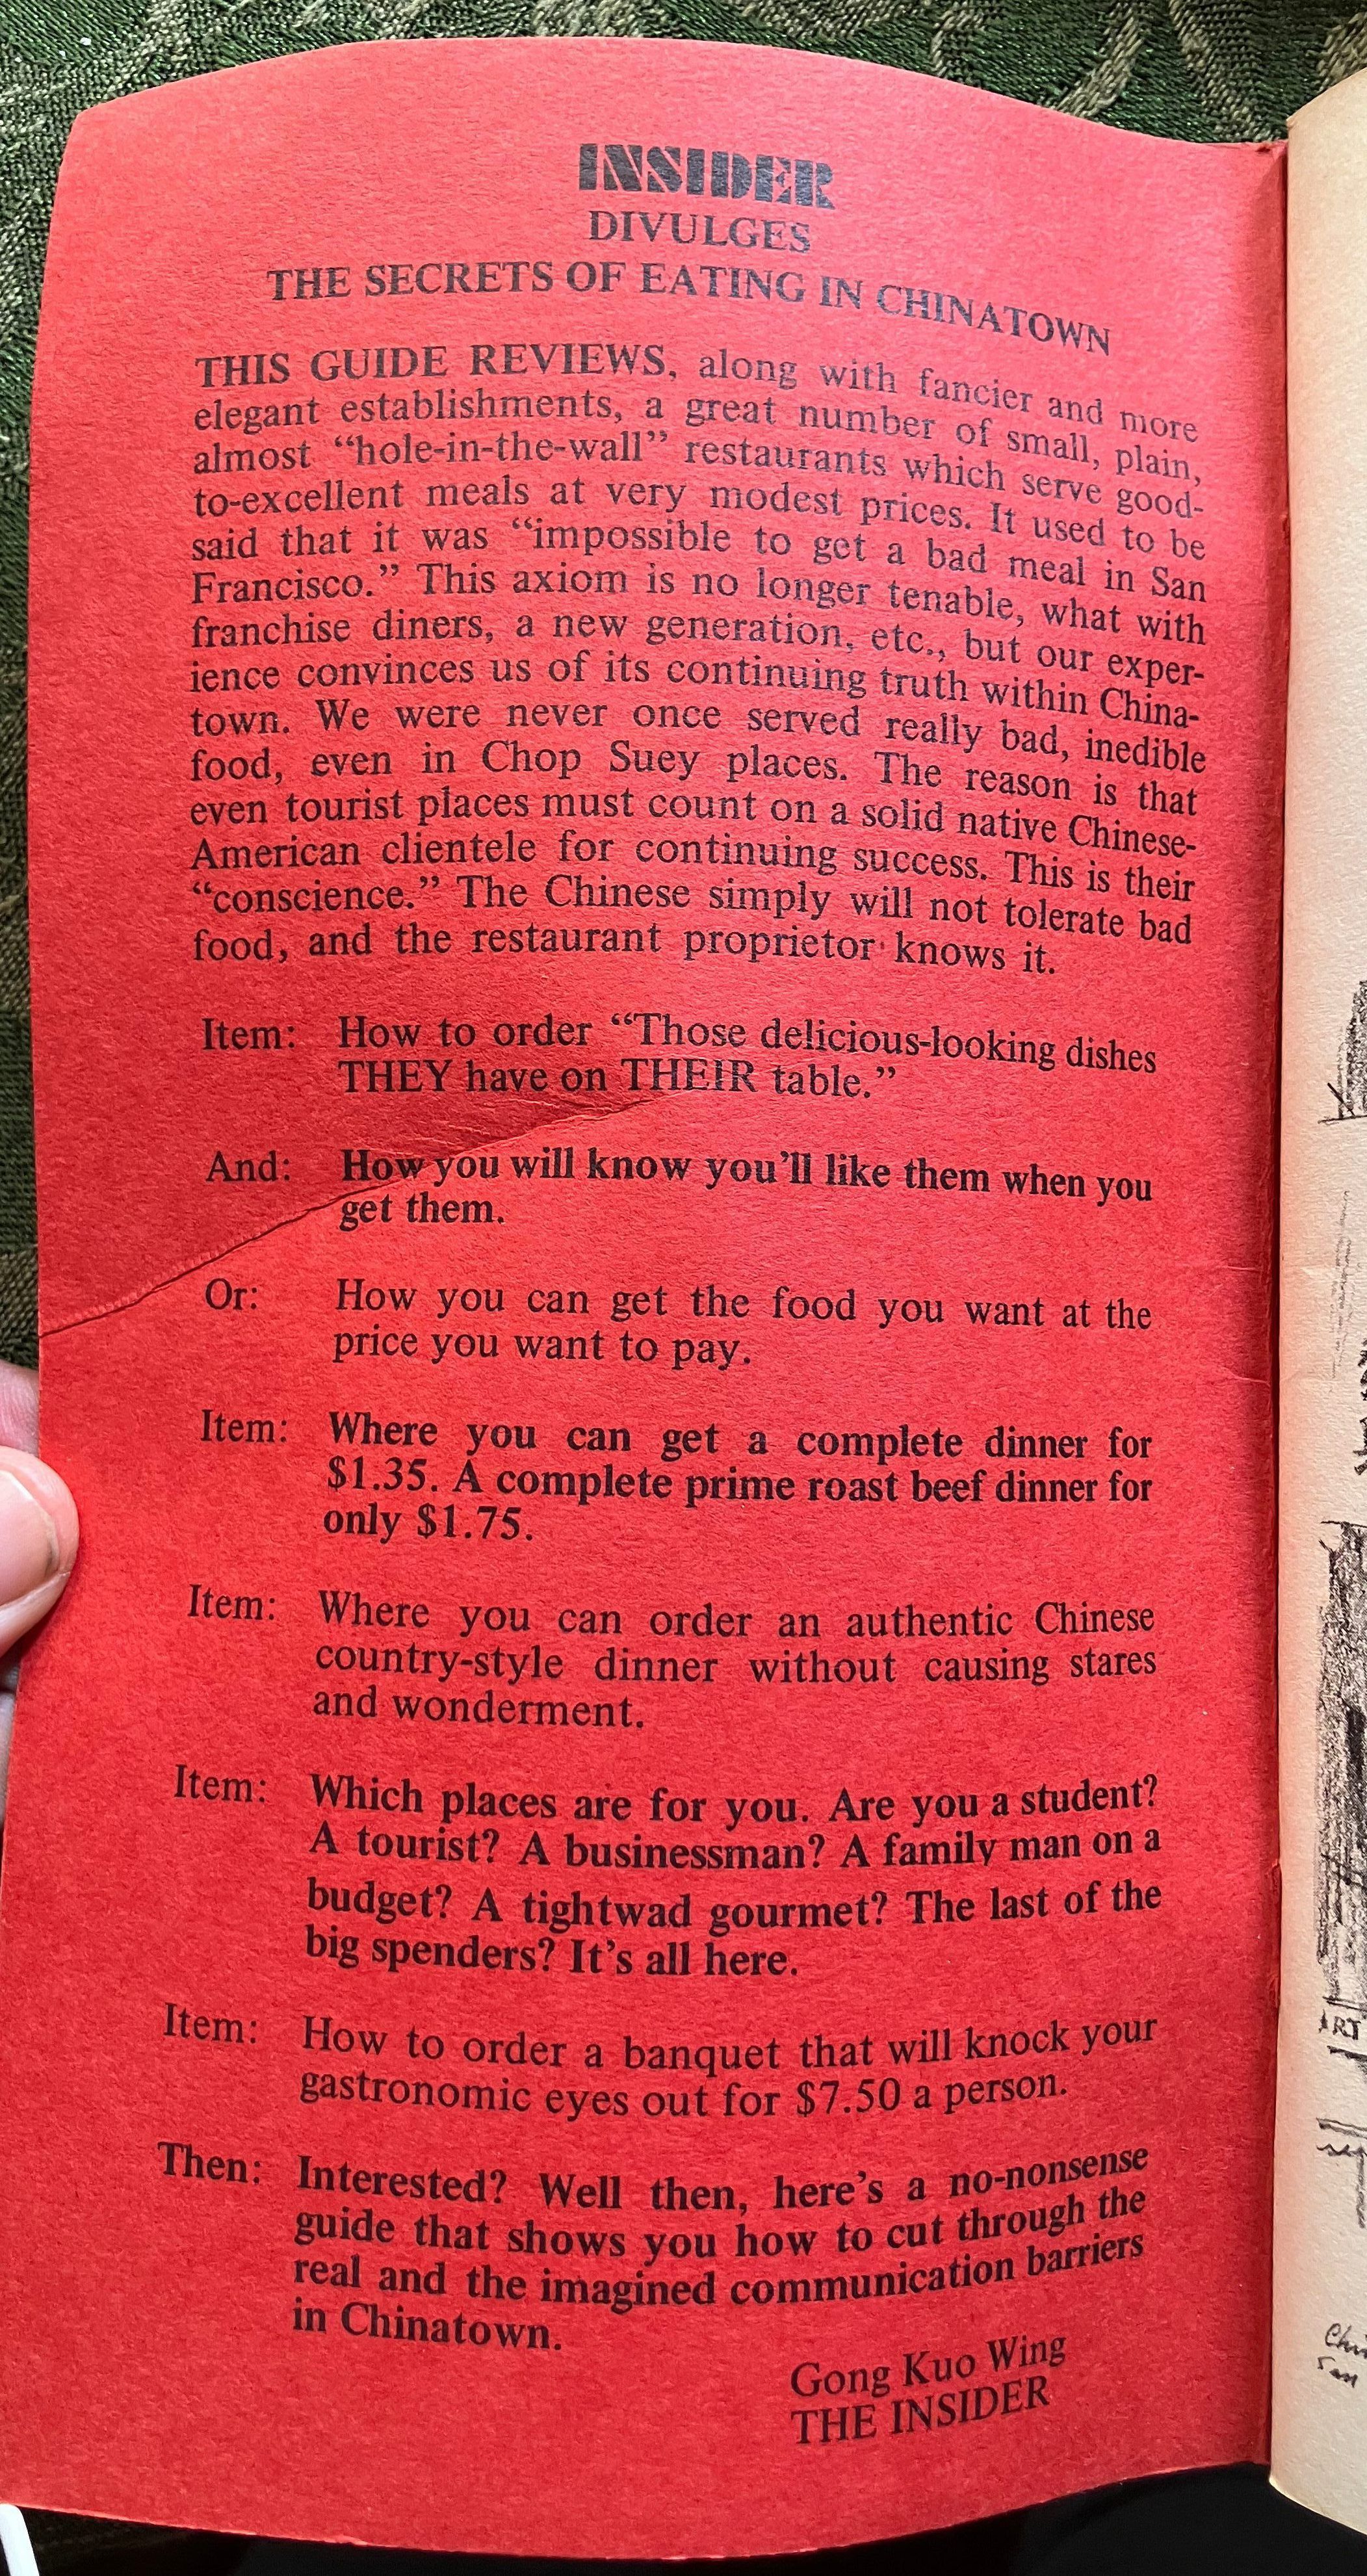 INSIDER
DIVULGES
THE SECRETS OF EATING IN CHINATOWN
THIS GUIDE REVIEWS, along with fancier and more
elegant establishments, a great number of small, plain,
almost “hole-in-the-wall” restaurants which serve good-
to-excellent meals at very modest prices. It used to be
said that it was “impossible to get a bad meal in San
Francisco.” This axiom is no longer tenable, what with
franchise diners, a new generation, etc., but our exper-
ience convinces us of its continuing truth within China-
town. We were never once served really bad, inedible
food, even in Chop Suey places. The reason is that
even tourist places must count on a solid native Chinese-
American clientele for continuing success. This is their
“conscience.” The Chinese simply will not tolerate bad
food, and the restaurant proprietor knows it.
Item: How to order “Those delicious-looking dishes
THEY have on THEIR table.”
And: How you will know you’ll like them when you
get them.
Or: How you can get the food you want at the
price you want to pay.
Item: Where you can get a complete dinner for
$1.35. A complete prime roast beef dinner for
only $1.75.
Item: Where you can order an authentic Chinese
country-style dinner without causing stares
and wonderment.
Item: Which places are for you. Are you a student?
A tourist? A businessman? A family man on a
budget? A tightwad gourmet? The last of the
big spenders? It’s all here.
Item: How to order a banquet that will knock your
gastronomic eyes out for $7.50 a person.
Then: Interested? Well then, here’s a no-nonsense
guide that shows you how to cut through the
real and the imagined communication barriers
in Chinatown.
Gong Kuo Wing
THE INSIDER